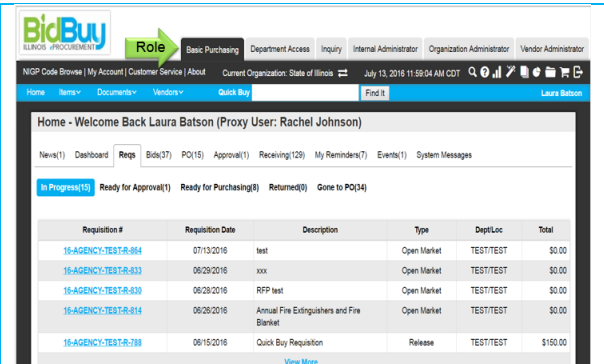 BidBuy
ILLINOIS ePROCUREMENT
Role
Basic Purchasing Department Access Inquiry Internal Administrator Organization Administrator Vendor Administrator
NIGP Code Browse | My Account | Customer Service | About Current Organization: State of Illinois July 13, 2016 11:59:04 AM CDT
Home Items Documents Vendors Quick Buy Find It Laura Batson
Home - Welcome Back Laura Batson (Proxy User: Rachel Johnson)
News(1) Dashboard Reqs Bids(37) PO(15) Approval(1) Receiving(129) My Reminders(7) Events(1) System Messages
In Progress(15) Ready for Approval(1) Ready for Purchasing(8) Returned(0) Gone to PO(34)
Requisition # Requisition Date Description Type Dept/Loc Total
16-AGENCY-TEST-R-864 07/13/2016 test Open Market TEST/TEST $0.00
16-AGENCY-TEST-R-833 06/29/2016 xxx Open Market TEST/TEST $0.00
16-AGENCY-TEST-R-830 06/28/2016 RFP test Open Market TEST/TEST $0.00
16-AGENCY-TEST-R-814 06/26/2016 Annual Fire Extinguishers and Fire Open Market TEST/TEST $0.00
Blanket
16-AGENCY-TEST-R-788 06/15/2016 Quick Buy Requisition Release TEST/TEST $150.00
View More